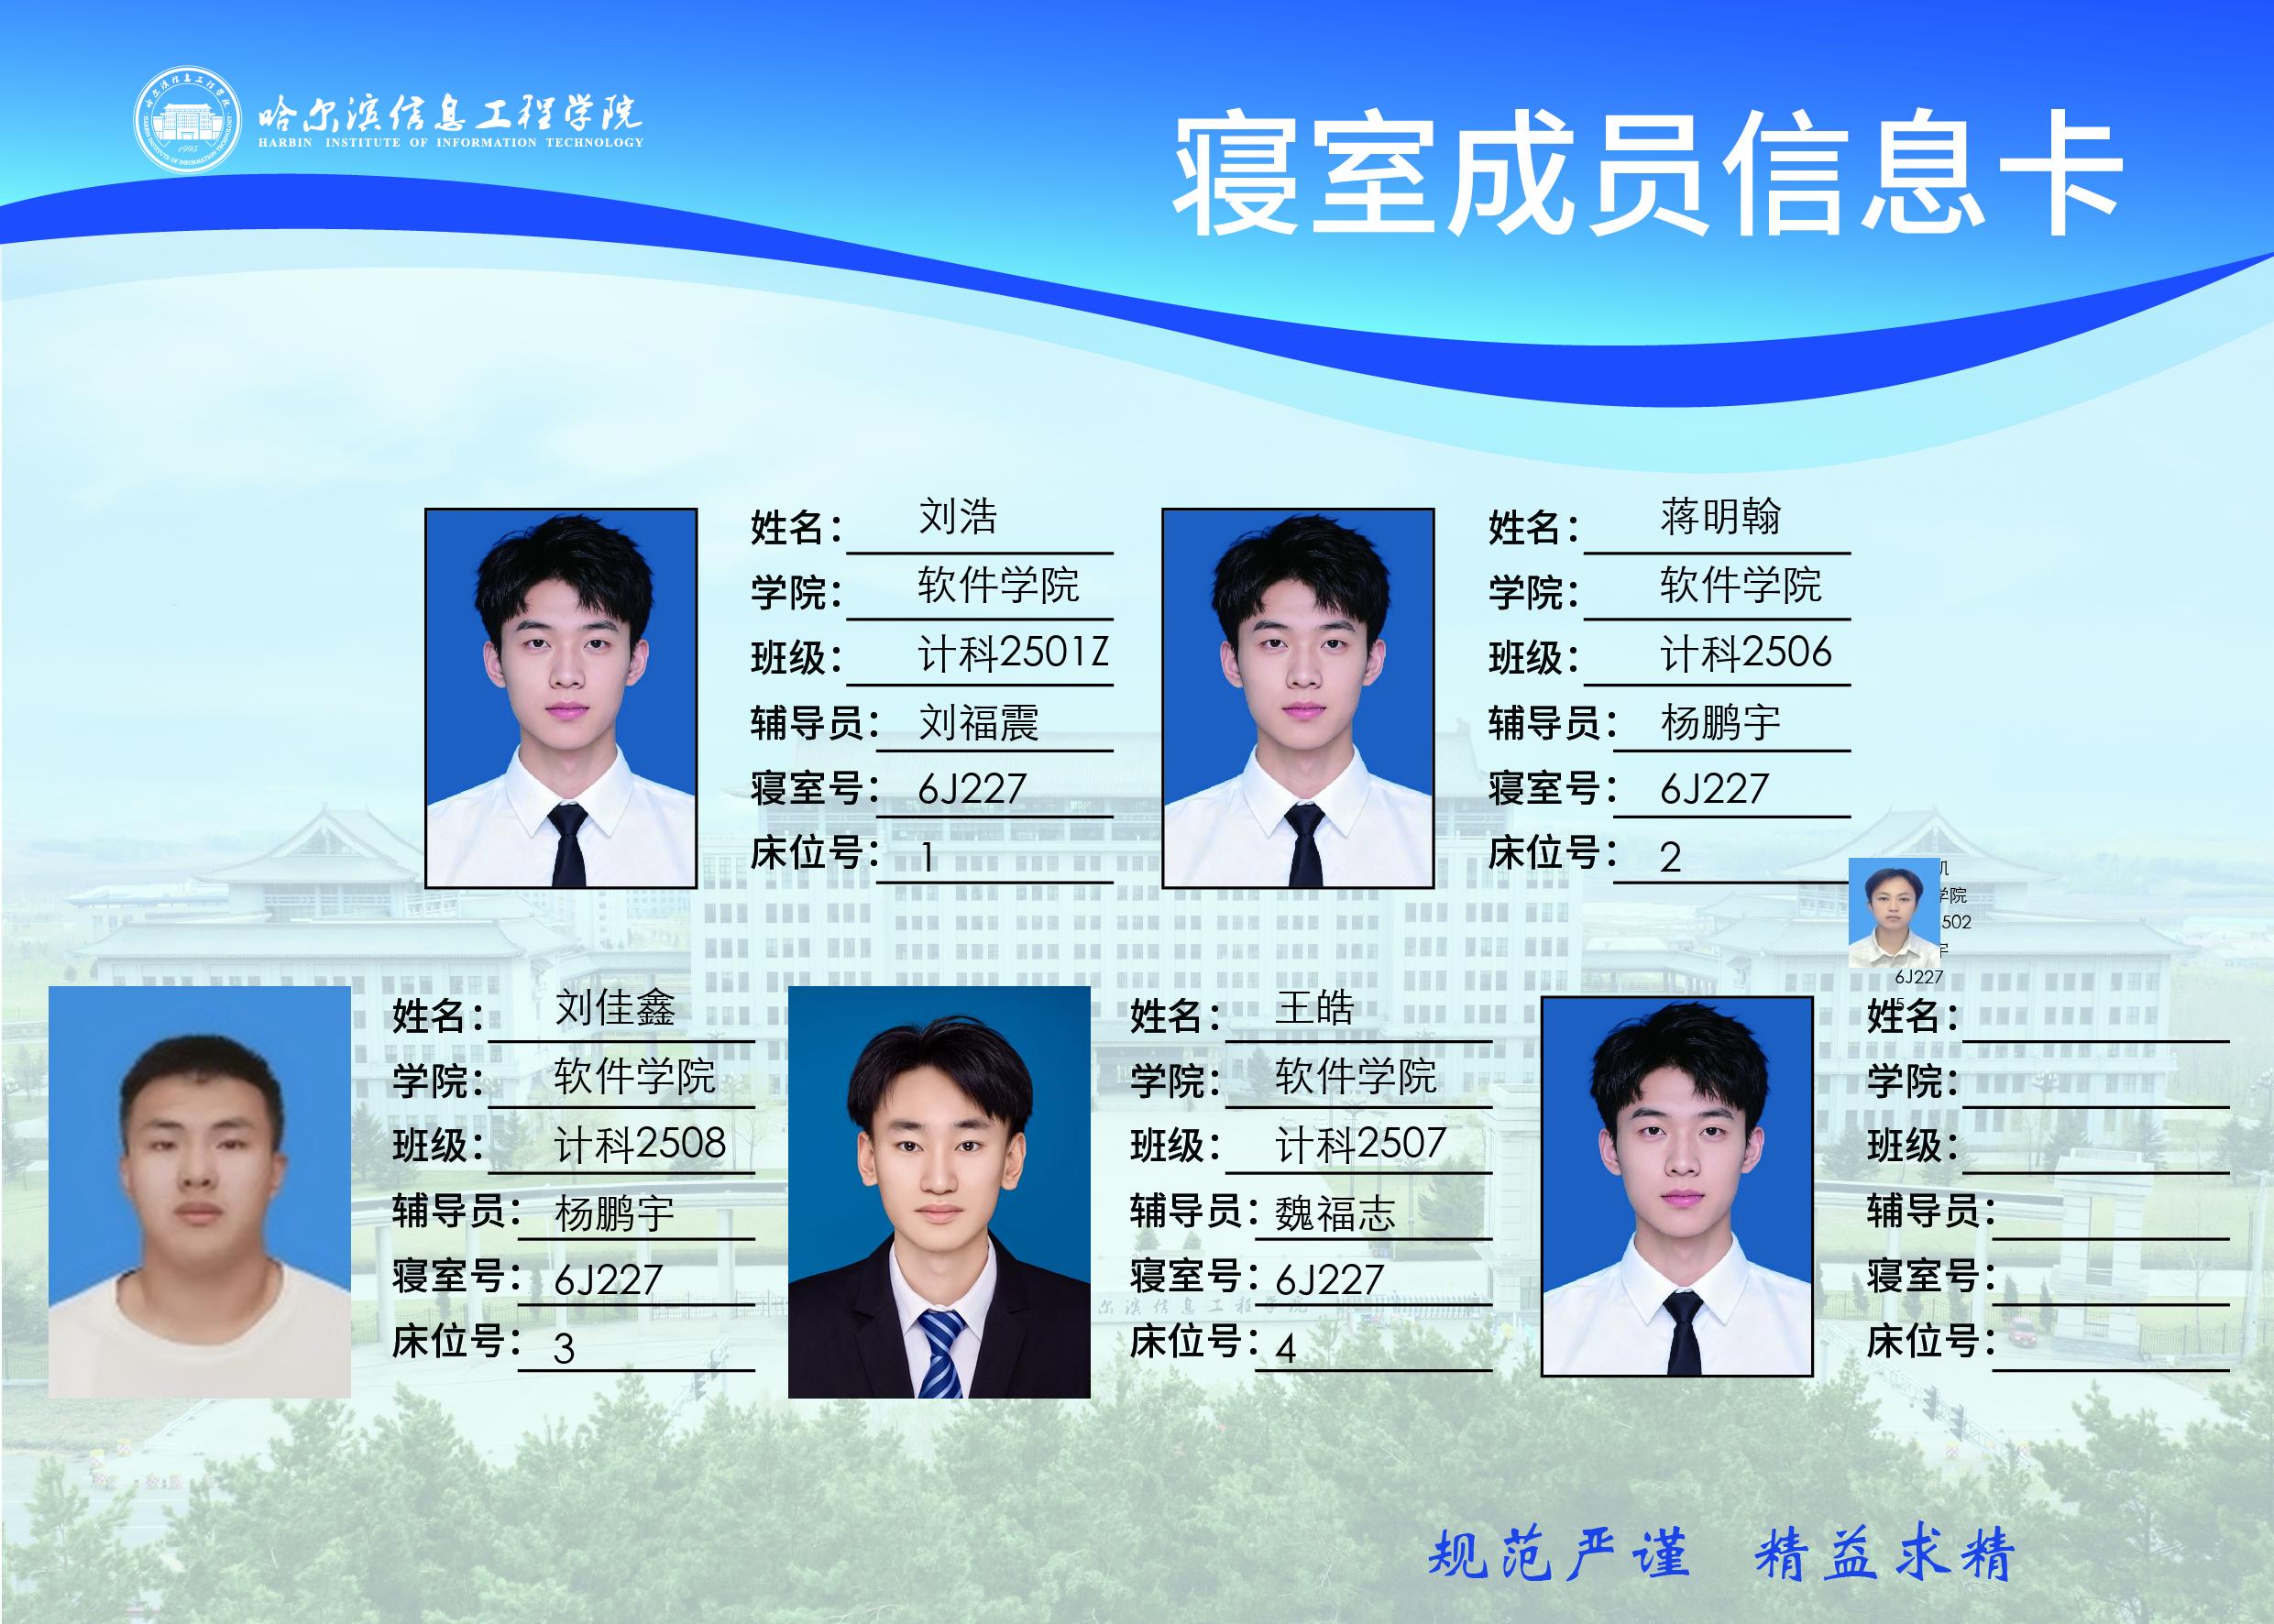 哈尔滨信息工程学院
HARBIN INSTITUTE OF INFORMATION TECHNOLOGY
寝室成员信息卡
姓名： 刘浩
学院： 软件学院
班级： 计科2501Z
辅导员： 刘福震
寝室号： 6J227
床位号： 1
姓名： 蒋明翰
学院： 软件学院
班级： 计科2506
辅导员： 杨鹏宇
寝室号： 6J227
床位号： 2
学院
502
6J227
5
姓名： 刘佳鑫
学院： 软件学院
班级： 计科2508
辅导员： 杨鹏宇
寝室号： 6J227
床位号： 3
姓名： 王皓
学院： 软件学院
班级： 计科2507
辅导员： 魏福志
寝室号： 6J227
床位号： 4
姓名：
学院：
班级：
辅导员：
寝室号：
床位号：
规范严谨 精益求精